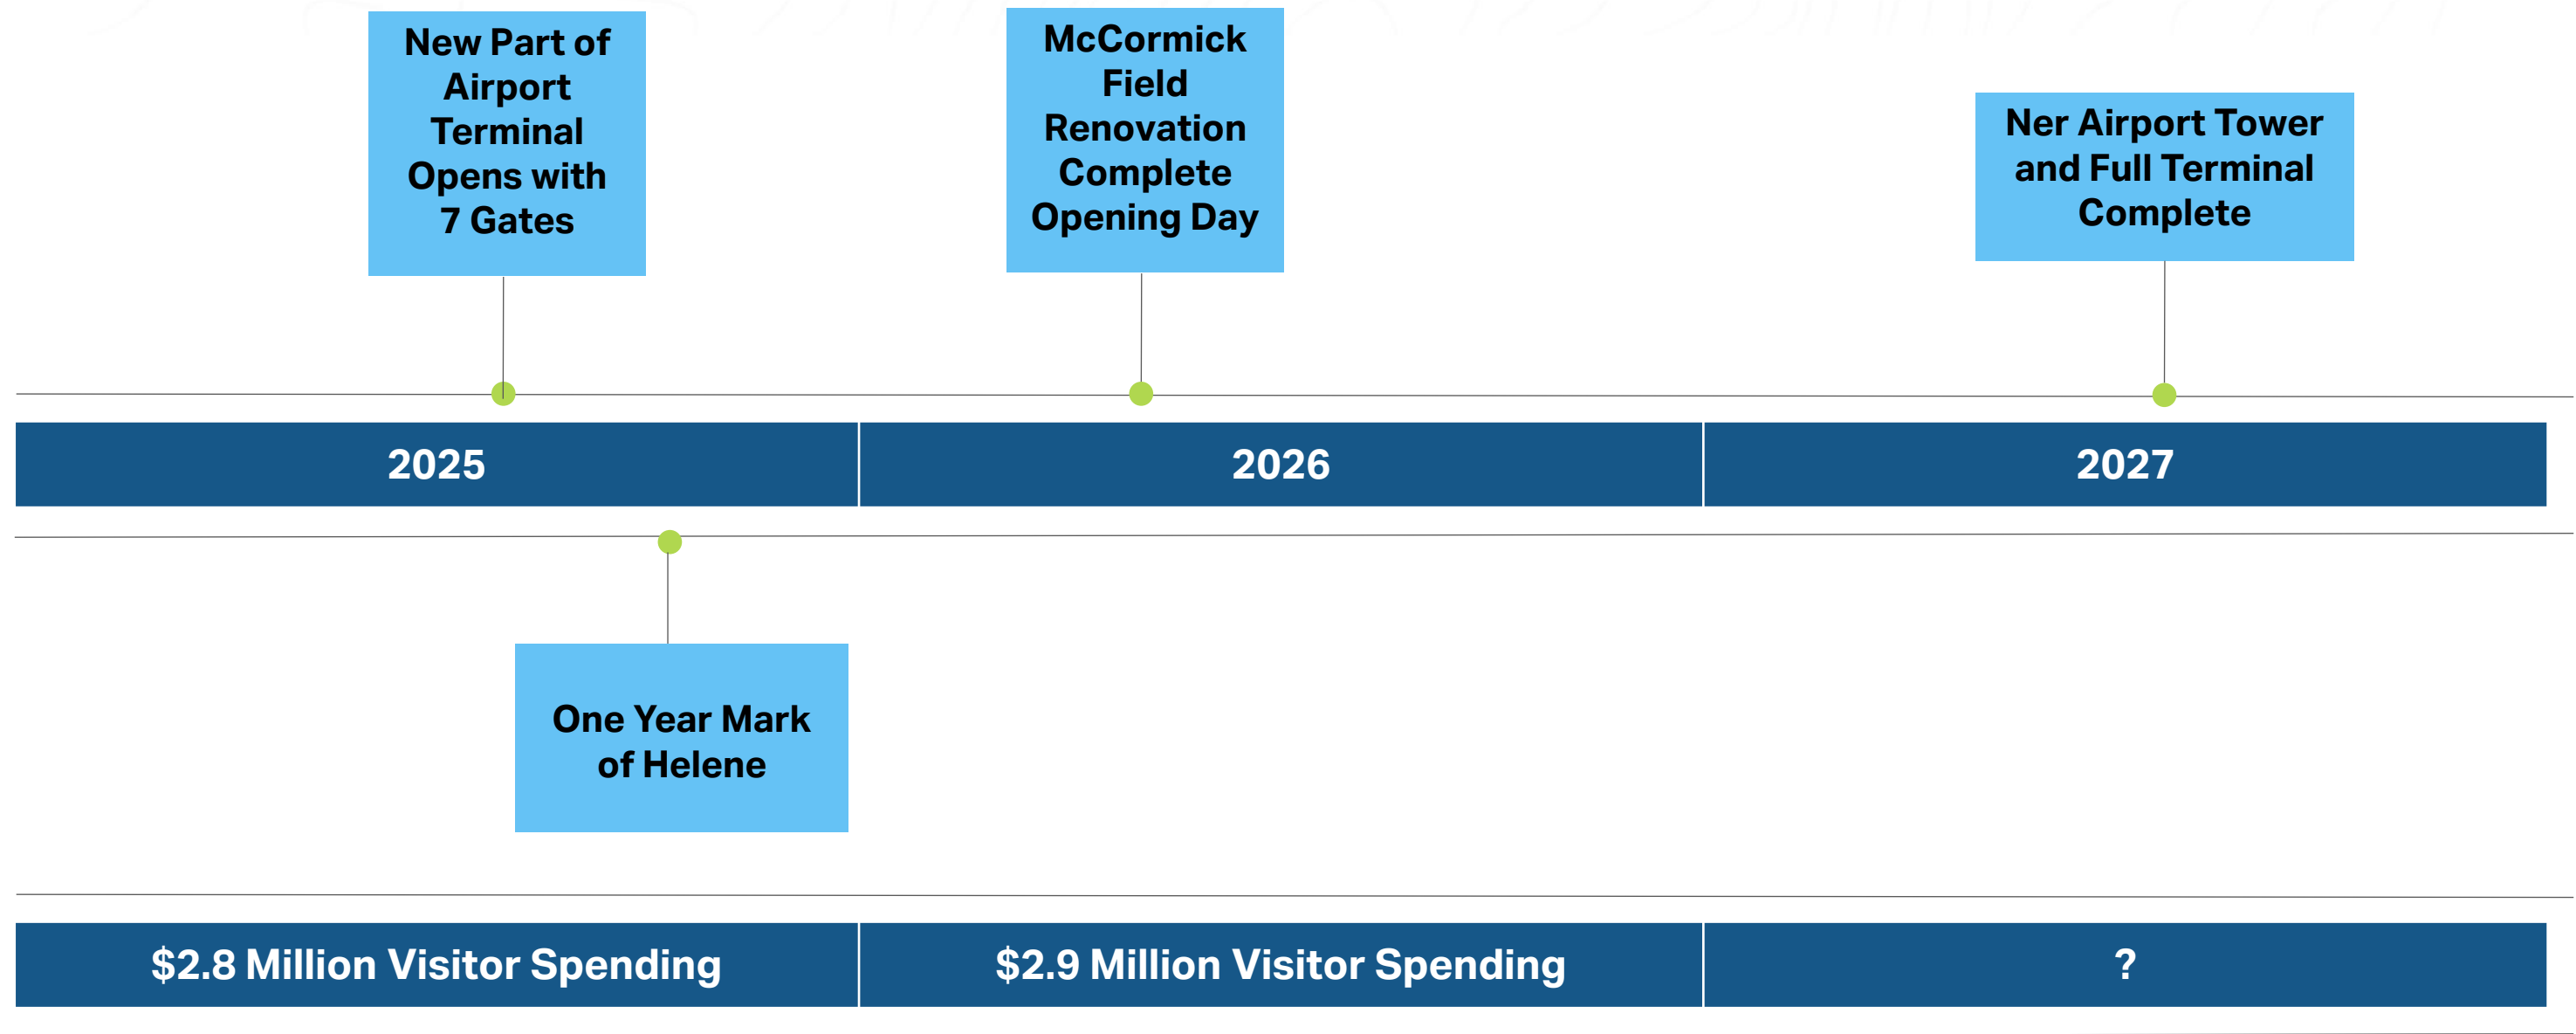 New Part of
Airport
Terminal
Opens with
7 Gates
McCormick
Field
Renovation
Complete
Opening Day
Ner Airport Tower
and Full Terminal
Complete
2025
2026
2027
One Year Mark
of Helene
$2.8 Million Visitor Spending
$2.9 Million Visitor Spending
?